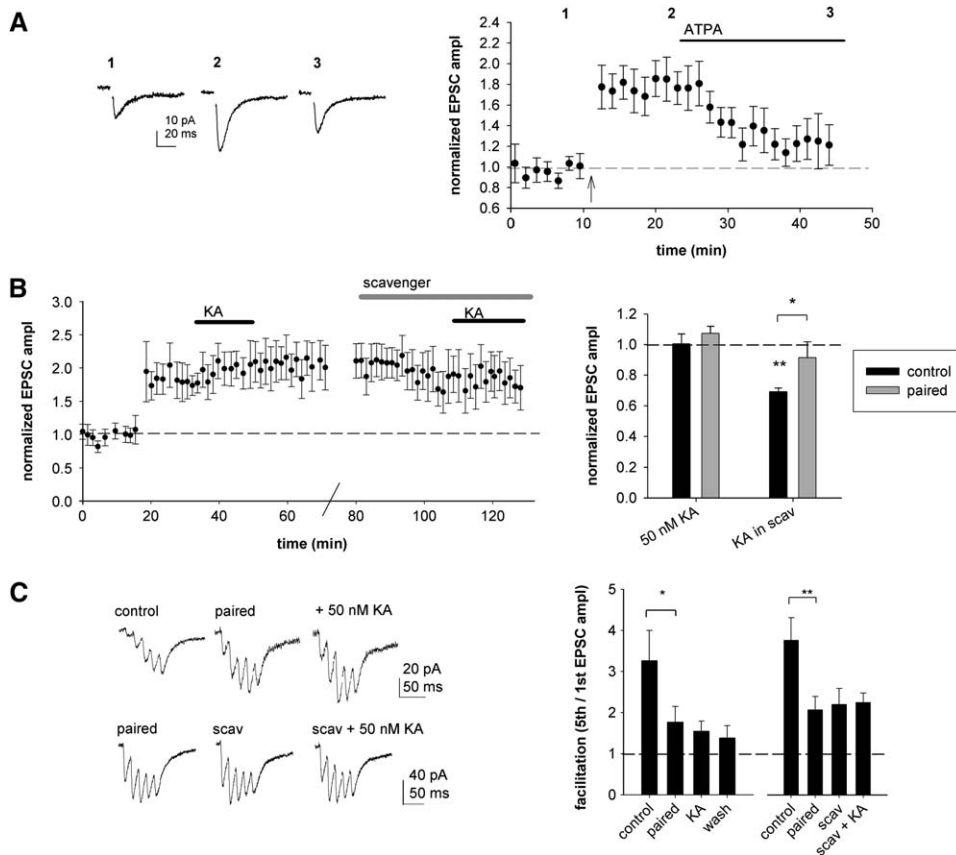 A
1
2
3
10 pA
20 ms
1 2 3
ATPA
normalized EPSC ampl
2.4
2.2
2.0
1.8
1.6
1.4
1.2
1.0
0.8
0.6
0 10 20 30 40 50
time (min)
B
scavenger
KA
KA
normalized EPSC ampl
3.0
2.5
2.0
1.5
1.0
0.5
0.0
0 20 40 60 80 100 120
time (min)
normalized EPSC ampl
1.2
1.0
0.8
0.6
0.4
0.2
0.0
*
**
50 nM KA
KA in scav
control
paired
C
control paired + 50 nM KA
20 pA
50 ms
paired scav scav + 50 nM KA
40 pA
50 ms
facilitation (5th / 1st EPSC ampl)
5
4
3
2
1
0
*
**
control
paired
KA
wash
control
paired
scav
scav + KA